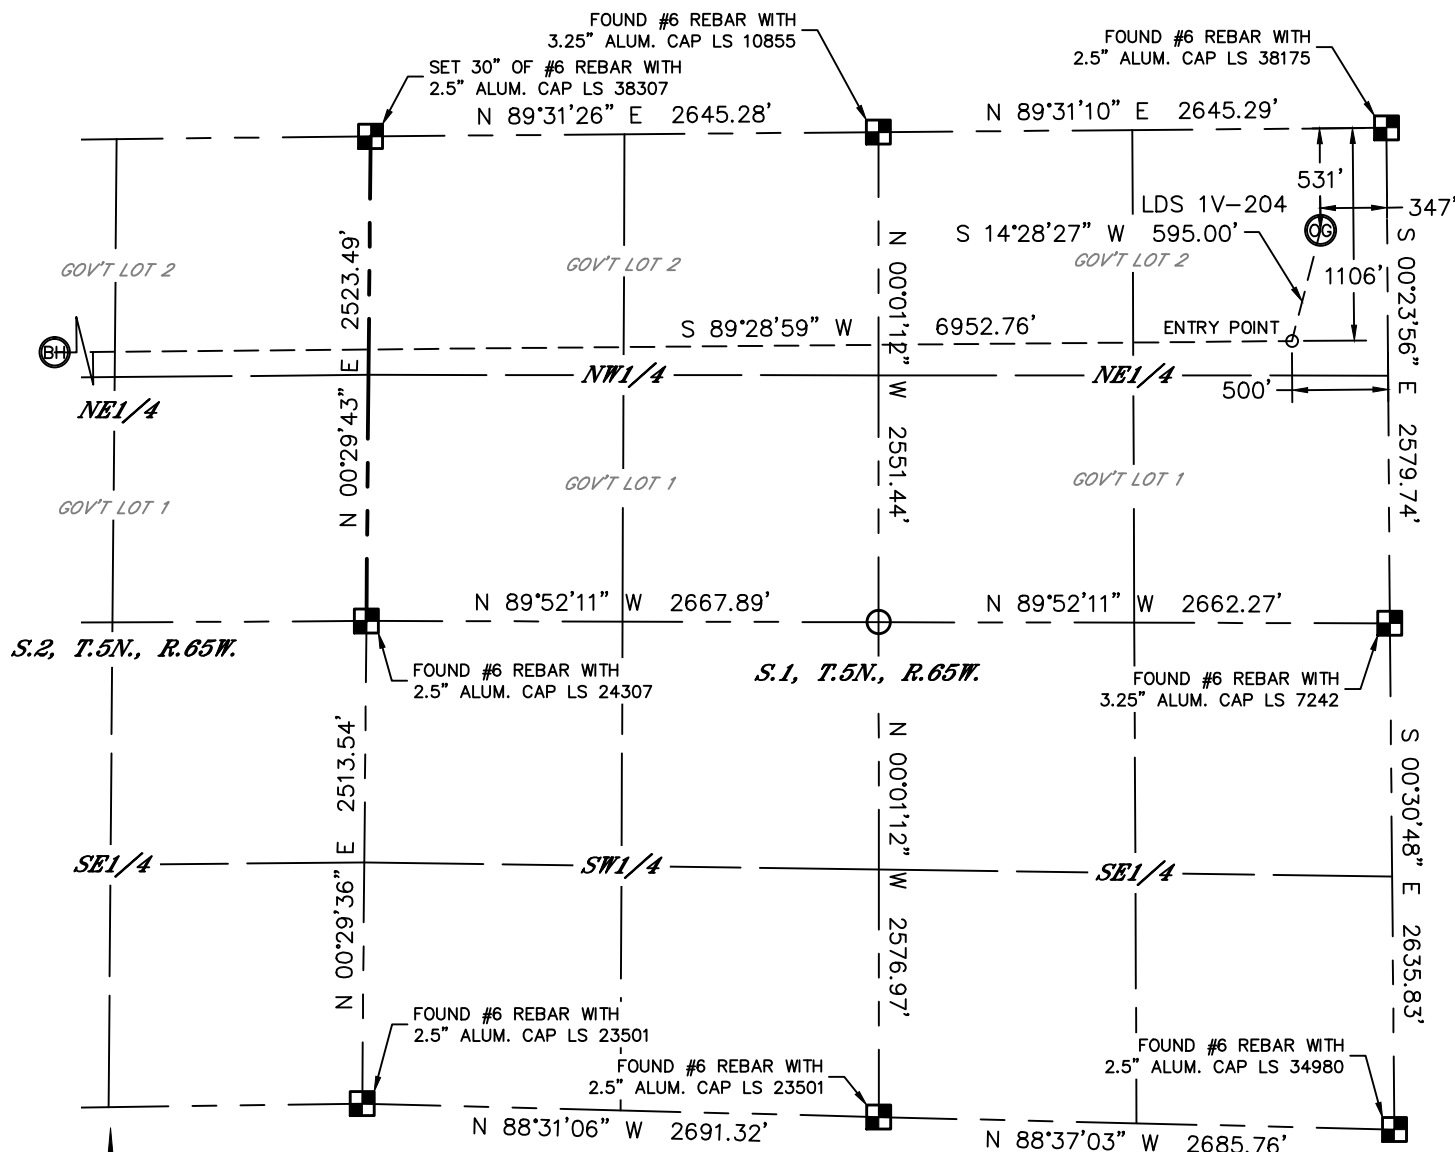 FOUND #6 REBAR WITH
3.25" ALUM. CAP LS 10855
FOUND #6 REBAR WITH
2.5" ALUM. CAP LS 38175
SET 30" OF #6 REBAR WITH
2.5" ALUM. CAP LS 38307
N 89°31'26" E 2645.28'
N 89°31'10" E 2645.29'
531'
LDS 1V-204
347'
S 14°28'27" W 595.00'
OG
GOV'T LOT 2
GOV'T LOT 2
GOV'T LOT 2
1106'
N 00°29'43" E 2523.49'
N 00°01'12" W 2551.44'
S 00°23'56" E 2579.74'
S 89°28'59" W 6952.76'
ENTRY POINT
BH
NW1/4
NE1/4
500'
NE1/4
GOV'T LOT 1
GOV'T LOT 1
GOV'T LOT 1
N 89°52'11" W 2667.89'
N 89°52'11" W 2662.27'
S.2, T.5N., R.65W.
S.1, T.5N., R.65W.
FOUND #6 REBAR WITH
2.5" ALUM. CAP LS 24307
FOUND #6 REBAR WITH
3.25" ALUM. CAP LS 7242
N 00°29'36" E 2513.54'
N 00°01'12" W 2576.97'
S 00°30'48" E 2635.83'
SE1/4
SW1/4
SE1/4
FOUND #6 REBAR WITH
2.5" ALUM. CAP LS 23501
FOUND #6 REBAR WITH
2.5" ALUM. CAP LS 23501
FOUND #6 REBAR WITH
2.5" ALUM. CAP LS 34980
N 88°31'06" W 2691.32'
N 88°37'03" W 2685.76'